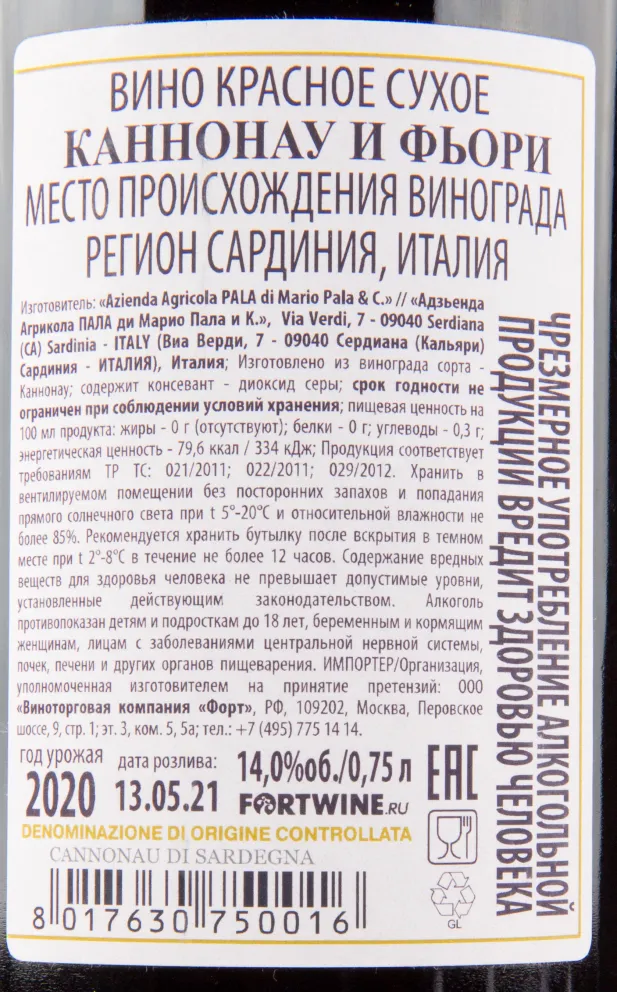 ВИНО КРАСНОЕ СУХОЕ
КАННОНАУ И ФЬОРИ
МЕСТО ПРОИСХОЖДЕНИЯ ВИНОГРАДА
РЕГИОН САРДИНИЯ, ИТАЛИЯ
Изготовитель: «Azienda Agricola PALA di Mario Pala & C.» // «Адзьенда
Агрикола ПАЛА ди Марио Пала и К.», Via Verdi, 7 - 09040 Serdiana
(CA) Sardinia - ITALY (Виа Верди, 7 - 09040 Сердиана (Кальяри)
Сардиния - ИТАЛИЯ), Италия; Изготовлено из винограда сорта -
Каннонау; содержит консевант - диоксид серы; срок годности не
ограничен при соблюдении условий хранения; пищевая ценность на
100 мл продукта: жиры - 0 г (отсутствуют); белки - 0 г; углеводы - 0,3 г;
энергетическая ценность - 79,6 ккал / 334 кДж; Продукция соответствует
требованиям ТР ТС: 021/2011; 022/2011; 029/2012. Хранить в
вентилируемом помещении без посторонних запахов и попадания
прямого солнечного света при t 5°-20°С и относительной влажности не
более 85%. Рекомендуется хранить бутылку после вскрытия в темном
месте при t 2°-8°С в течение не более 12 часов. Содержание вредных
веществ для здоровья человека не превышает допустимые уровни,
установленные действующим законодательством. Алкоголь
противопоказан детям и подросткам до 18 лет, беременным и кормящим
женщинам, лицам с заболеваниями центральной нервной системы,
почек, печени и других органов пищеварения. ИМПОРТЕР/Организация,
уполномоченная изготовителем на принятие претензий: ООО
«Виноторговая компания «Форт», РФ, 109202, Москва, Перовское
шоссе, 9, стр. 1; эт. 3, ком. 5, 5а; тел.: +7 (495) 775 14 14.
ЧРЕЗМЕРНОЕ УПОТРЕБЛЕНИЕ АЛКОГОЛЬНОЙ
ПРОДУКЦИИ ВРЕДИТ ЗДОРОВЬЮ ЧЕЛОВЕКА
год урожая
2020
дата розлива:
13.05.21
14,0%об./0,75 л
FORTWINE.RU
EAC
DENOMINAZIONE DI ORIGINE CONTROLLATA
CANNONAU DI SARDEGNA
8 017630 750016
GL